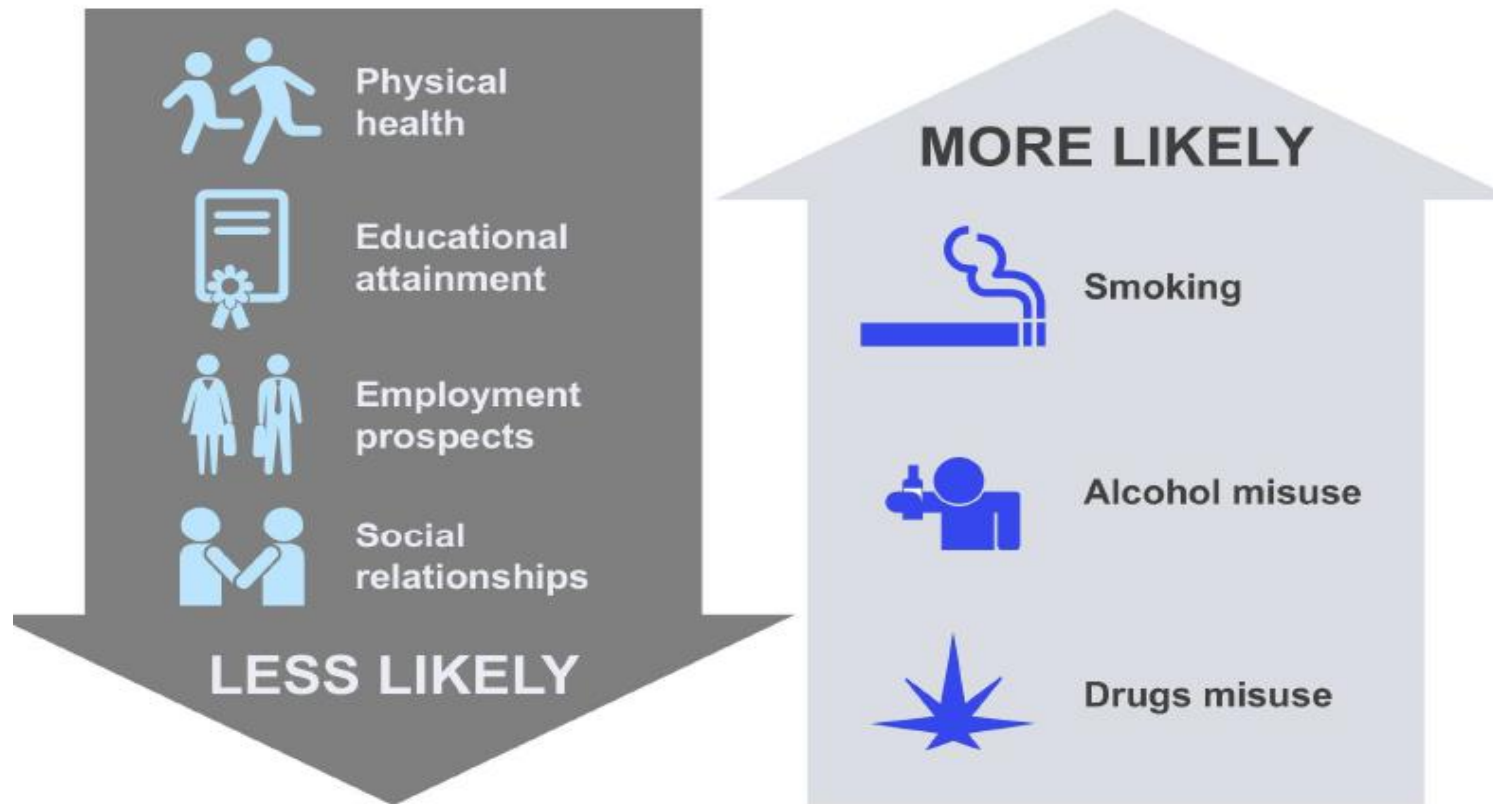 Physical
health
Educational
attainment
Employment
prospects
Social
relationships
LESS LIKELY
MORE LIKELY
Smoking
Alcohol misuse
Drugs misuse